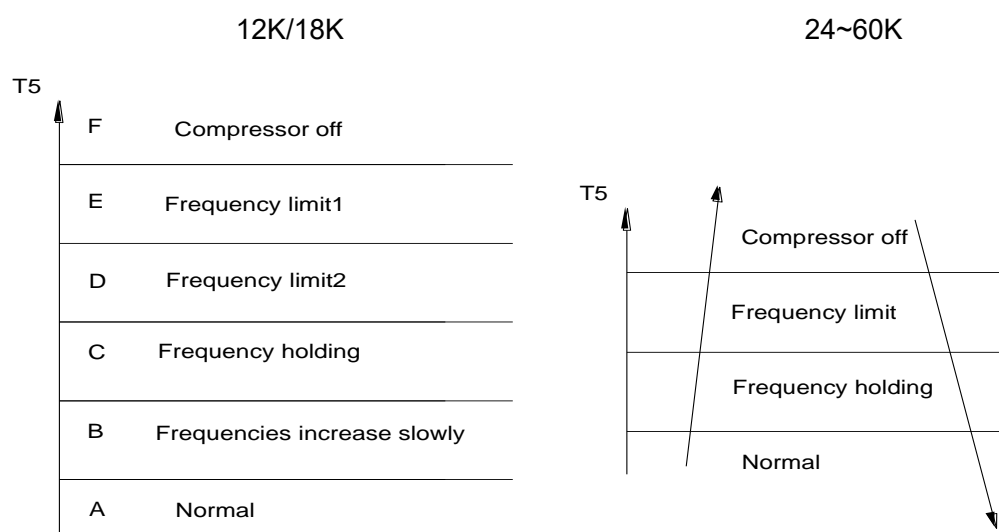 12K/18K
T5
F Compressor off
E Frequency limit1
D Frequency limit2
C Frequency holding
B Frequencies increase slowly
A Normal
24~60K
T5
Compressor off
Frequency limit
Frequency holding
Normal